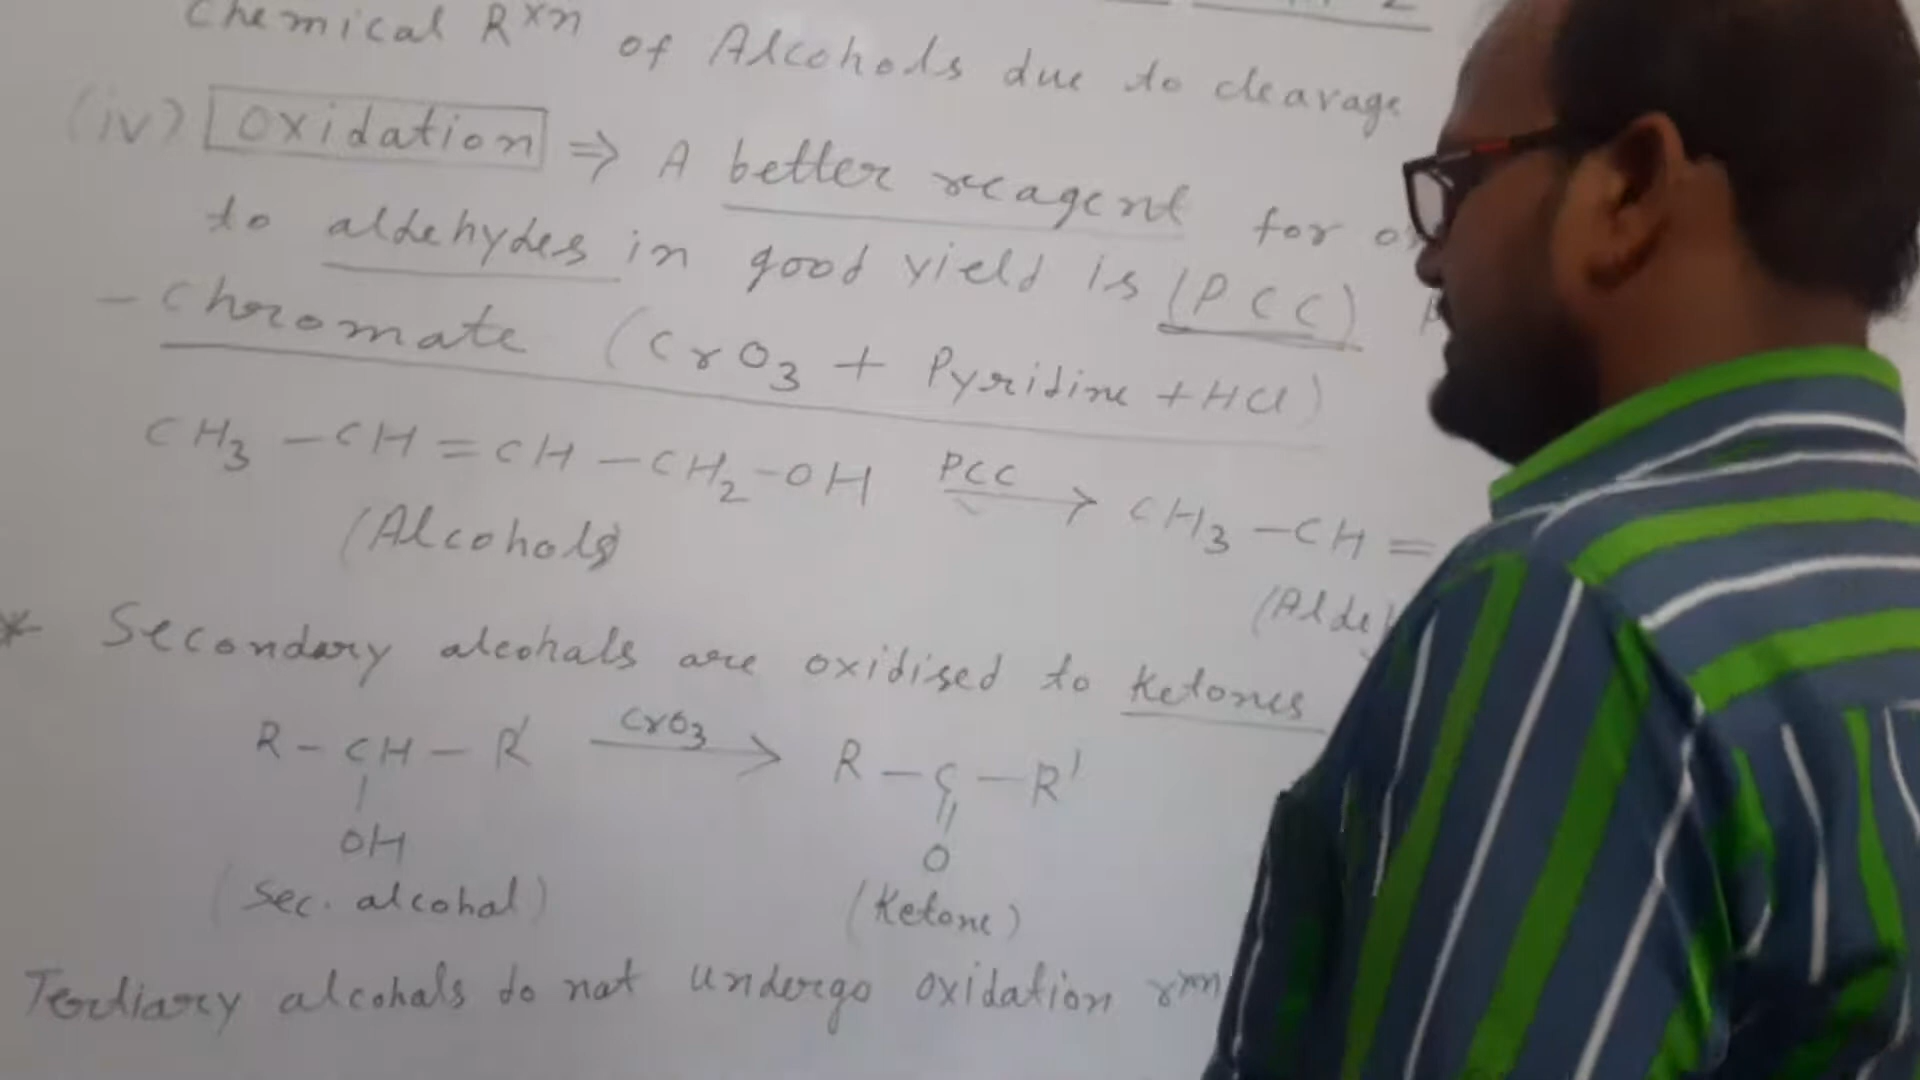 Chemical Rxn of Alcohols due to cleavage
(iv) Oxidation ⇒ A better reagent for
to aldehydes in good yield is (PCC)
-chromate (CrO3 + Pyridine + HCl)
CH3 - CH = CH - CH2 - OH PCC → CH3 - CH =
(Alcohols) (Alde
* Secondary alcohals are oxidised to Ketones
R - CH - R' CrO3 → R - C - R'
OH O
(Sec. alcohal) (Ketone)
Tertiary alcohals do not undergo oxidation rxn